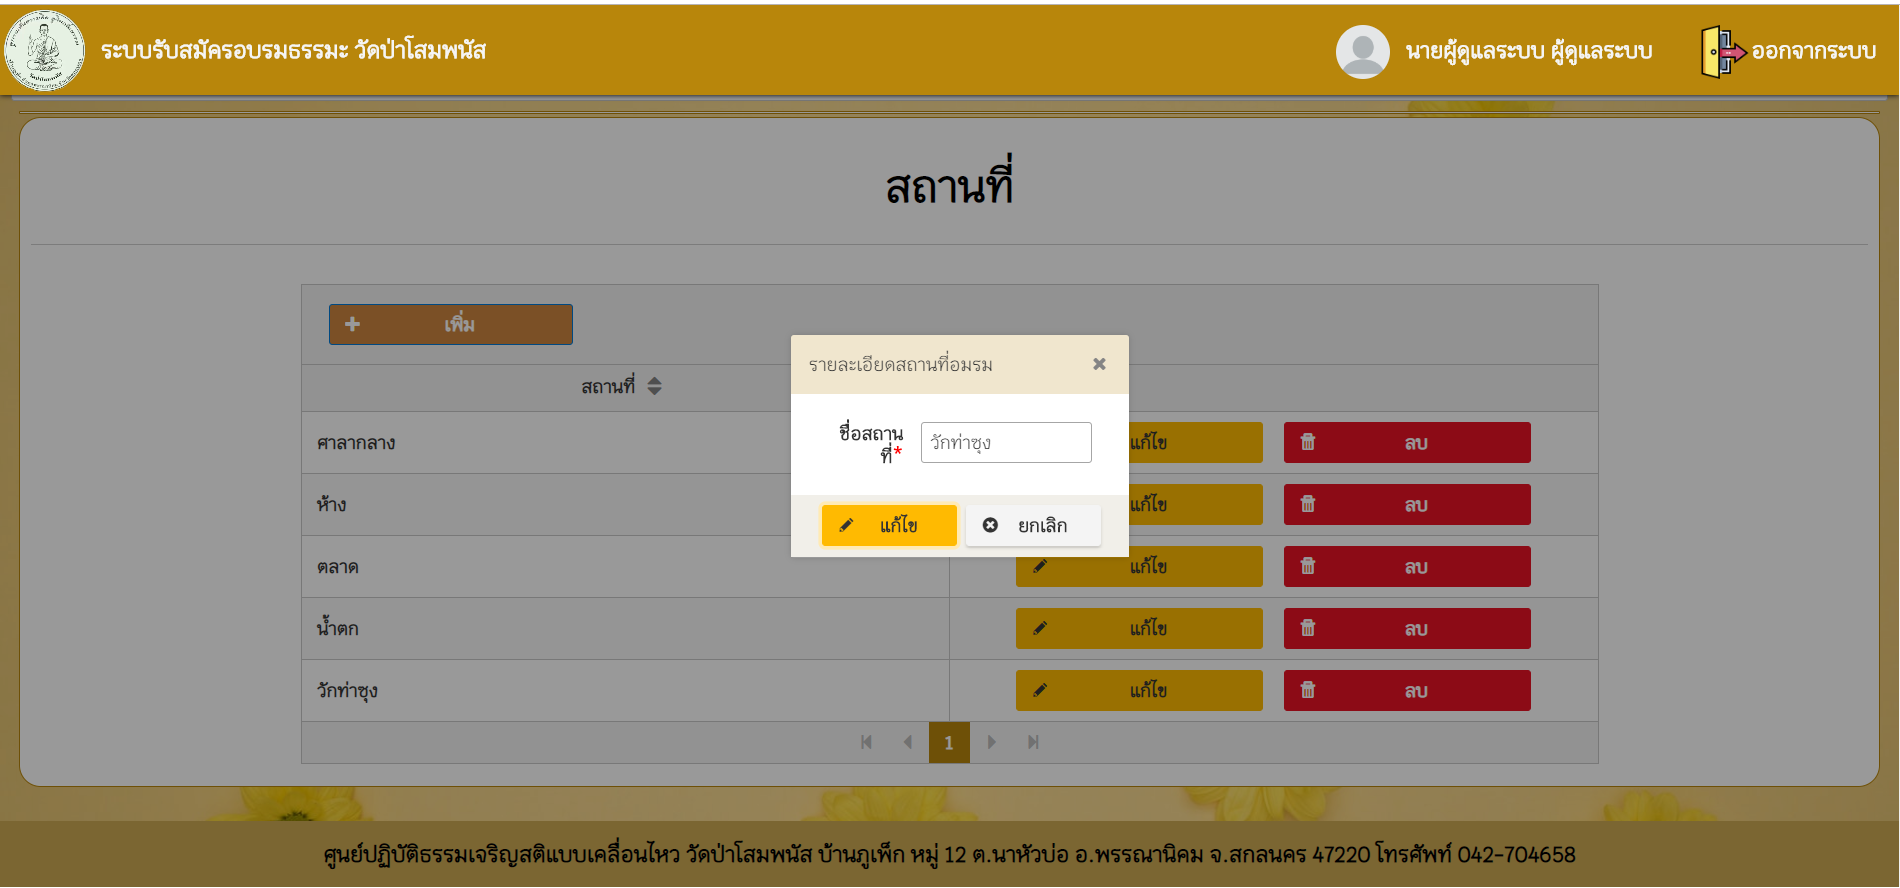 ระบบรับสมัครอบรมธรรมะ วัดป่าโสมพนัส
นายผู้ดูแลระบบ ผู้ดูแลระบบ
ออกจากระบบ
สถานที่
เพิ่ม
สถานที่
รายละเอียดสถานที่อมรม
ชื่อสถาน
ที่*
วักท่าซุง
แก้ไข
ยกเลิก
ศาลากลาง
แก้ไข
ลบ
ห้าง
แก้ไข
ลบ
ตลาด
แก้ไข
ลบ
น้ำตก
แก้ไข
ลบ
วักท่าซุง
แก้ไข
ลบ
1
ศูนย์ปฏิบัติธรรมเจริญสติแบบเคลื่อนไหว วัดป่าโสมพนัส บ้านภูเพ็ก หมู่ 12 ต.นาหัวบ่อ อ.พรรณานิคม จ.สกลนคร 47220 โทรศัพท์ 042-704658